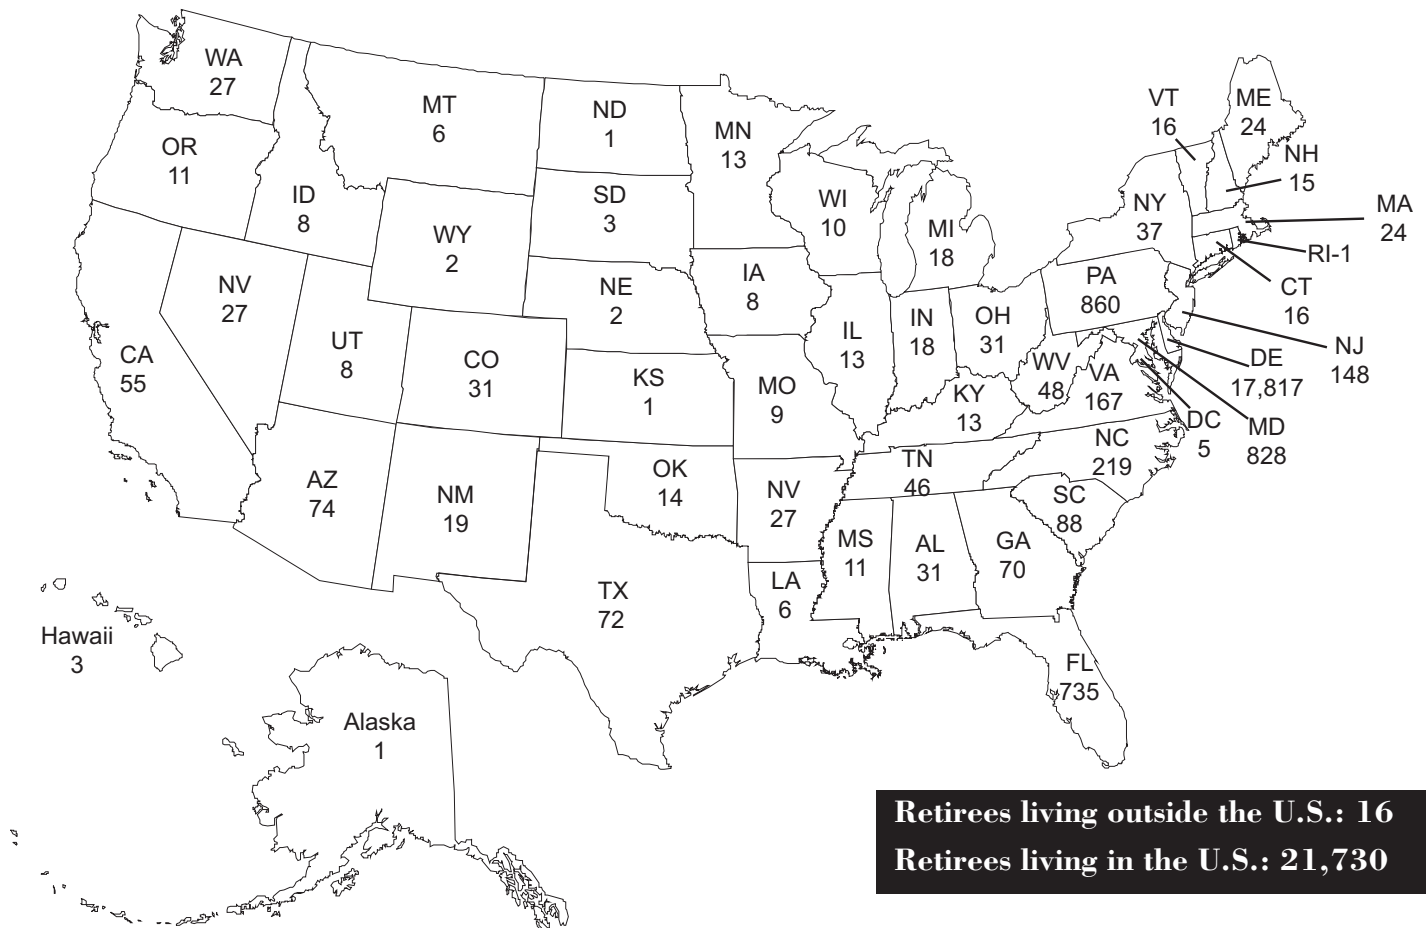 WA
27
OR
11
CA
55
NV
27
ID
8
MT
6
WY
2
UT
8
CO
31
AZ
74
NM
19
ND
1
SD
3
NE
2
KS
1
OK
14
TX
72
MN
13
IA
8
MO
9
NV
27
LA
6
WI
10
IL
13
MI
18
IN
18
OH
31
KY
13
TN
46
MS
11
AL
31
GA
70
FL
735
SC
88
NC
219
VA
167
WV
48
PA
860
NY
37
VT
16
ME
24
NH
15
MA
24
RI-1
CT
16
NJ
148
DE
17,817
MD
828
DC
5
Hawaii
3
Alaska
1
Retirees living outside the U.S.: 16
Retirees living in the U.S.: 21,730